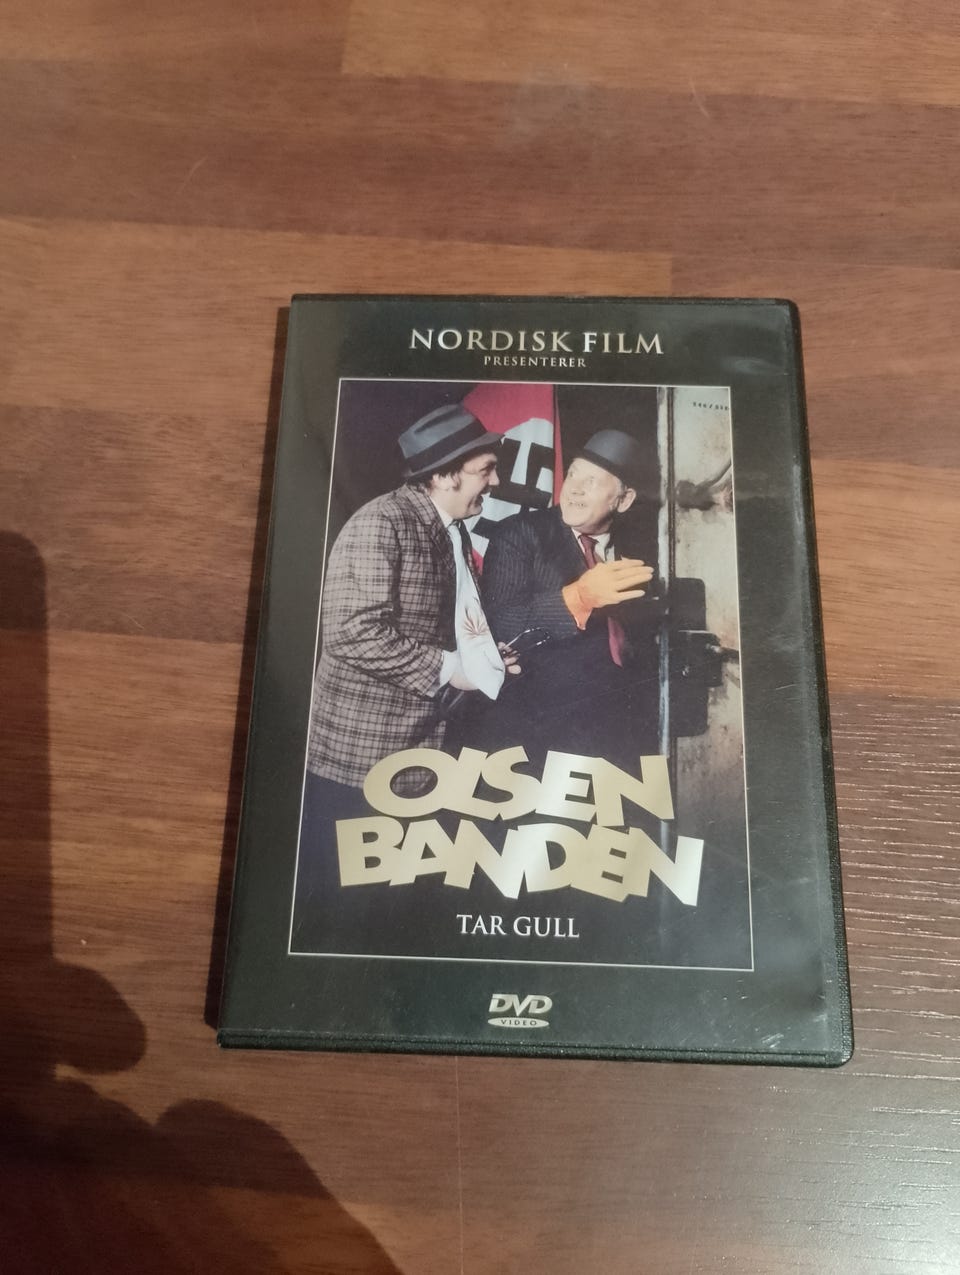 NORDISK FILM
PRESENTERER
OLSEN
BANDEN
TAR GULL
DVD
VIDEO